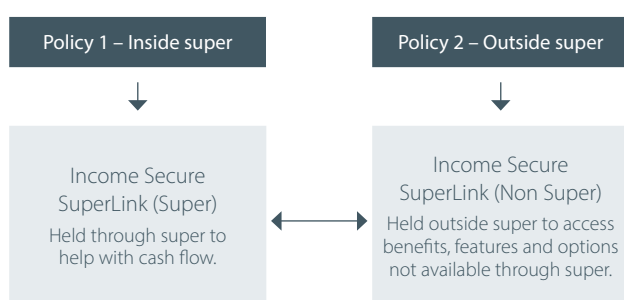 Policy 1 – Inside super
Policy 2 – Outside super
Income Secure
SuperLink (Super)
Held through super to
help with cash flow.
Income Secure
SuperLink (Non Super)
Held outside super to access
benefits, features and options
not available through super.